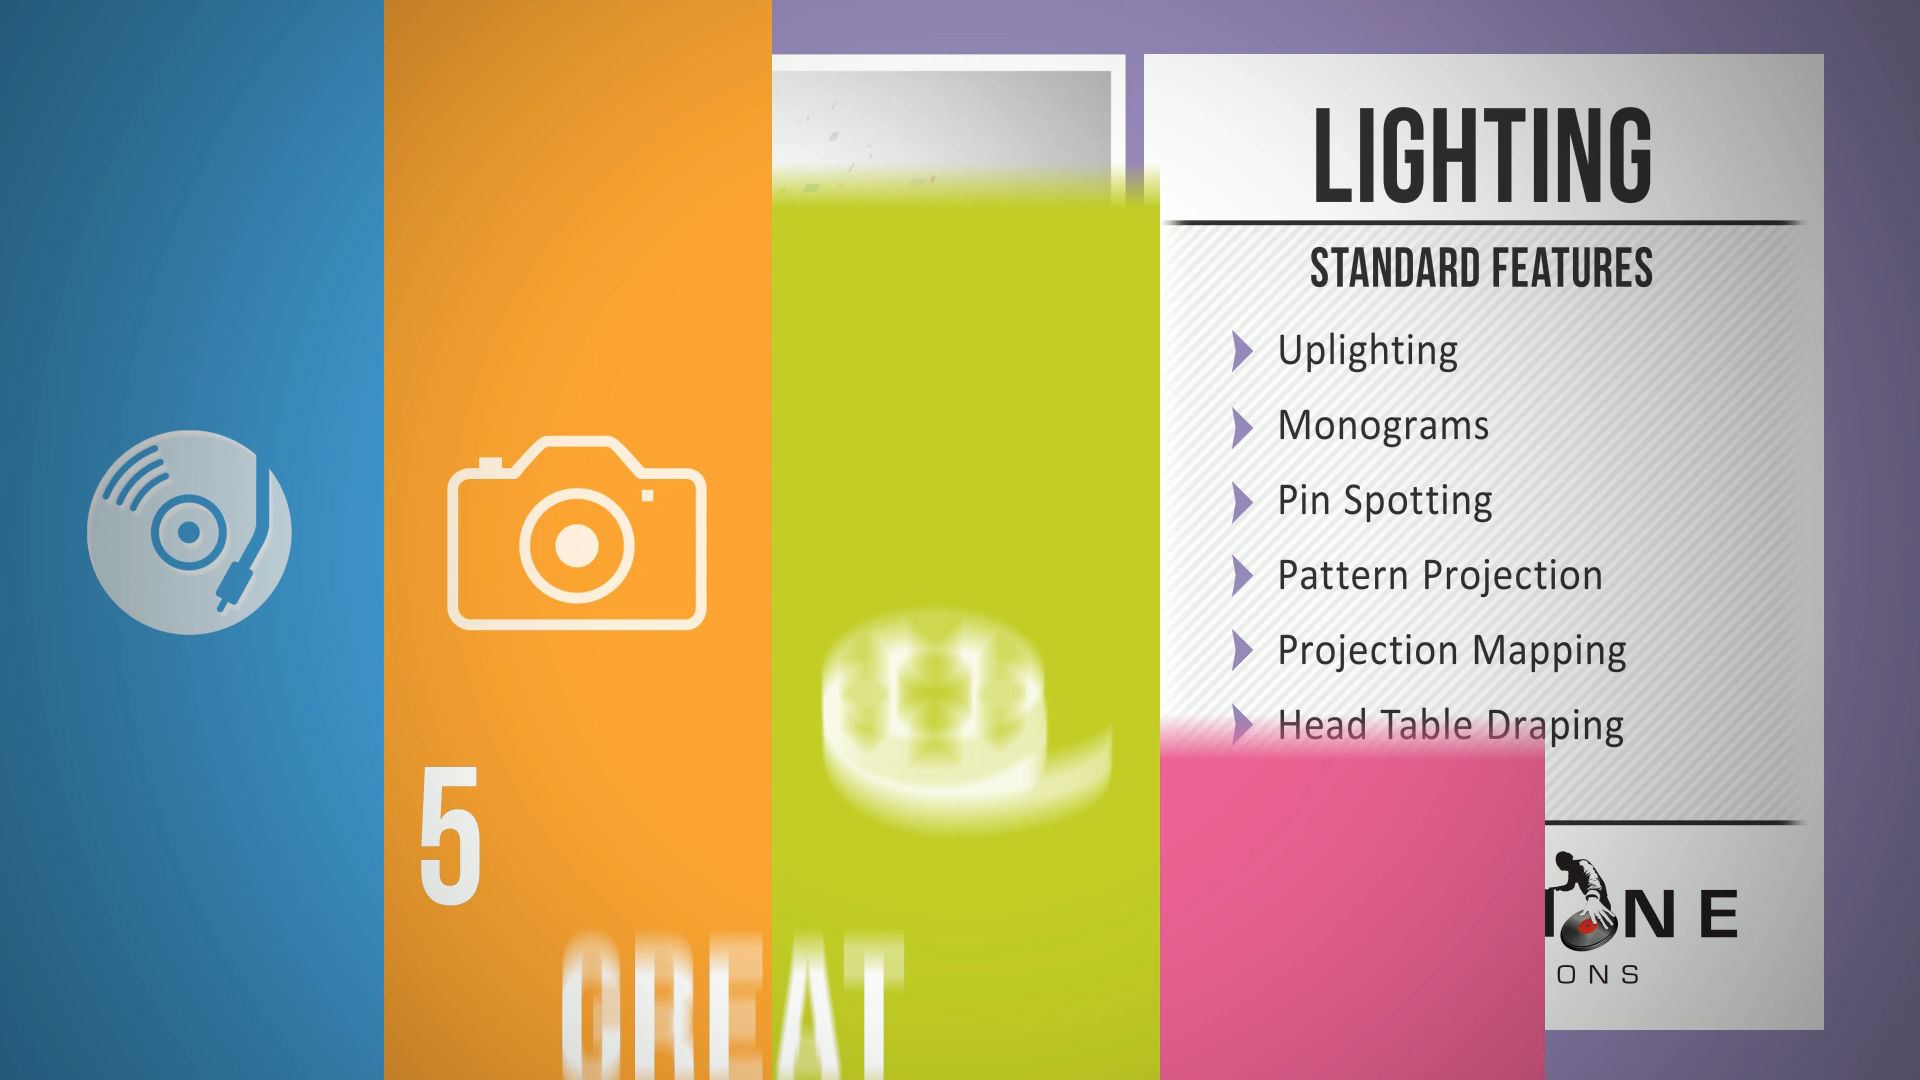 LIGHTING
STANDARD FEATURES
Uplighting
Monograms
Pin Spotting
Pattern Projection
Projection Mapping
Head Table Draping
5
GREAT
NE
ONS